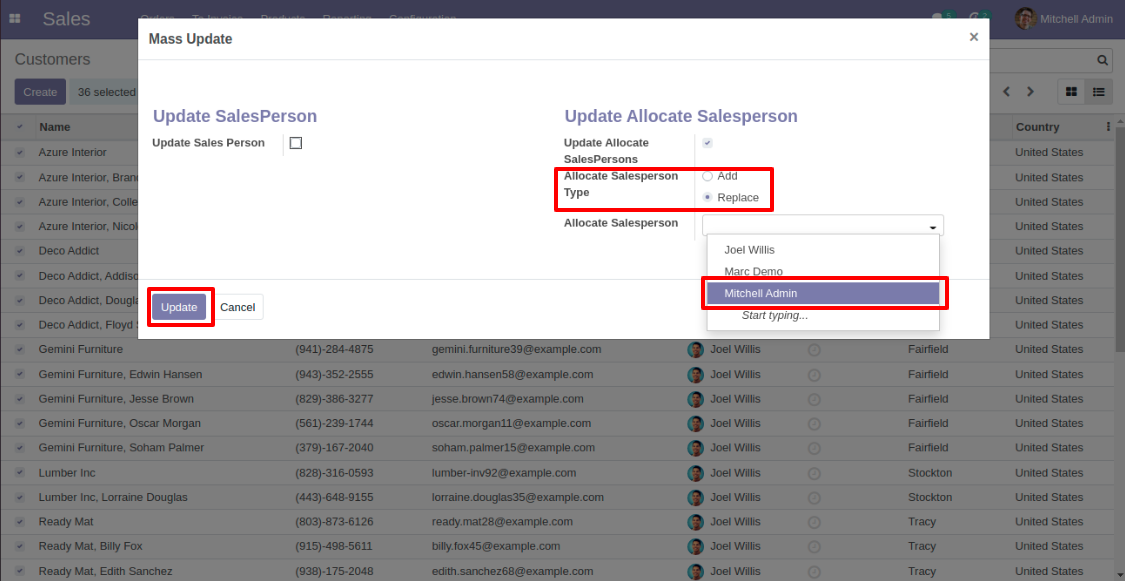 Sales Orders To Invoice Products Reporting Configuration 5 2 Mitchell Admin
Mass Update ×
Customers
Create 36 selected
Update SalesPerson
Update Sales Person
Update Allocate Salesperson
Update Allocate
SalesPersons
Allocate Salesperson
Type
Add
Replace
Allocate Salesperson
Joel Willis
Marc Demo
Mitchell Admin
Start typing...
Update Cancel
Name Country
Azure Interior United States
Azure Interior, Bran United States
Azure Interior, Colle United States
Azure Interior, Nicol United States
Deco Addict United States
Deco Addict, Addiso United States
Deco Addict, Dougla United States
Deco Addict, Floyd United States
Gemini Furniture (941)-284-4875 gemini.furniture39@example.com Joel Willis Fairfield United States
Gemini Furniture, Edwin Hansen (943)-352-2555 edwin.hansen58@example.com Joel Willis Fairfield United States
Gemini Furniture, Jesse Brown (829)-386-3277 jesse.brown74@example.com Joel Willis Fairfield United States
Gemini Furniture, Oscar Morgan (561)-239-1744 oscar.morgan11@example.com Joel Willis Fairfield United States
Gemini Furniture, Soham Palmer (379)-167-2040 soham.palmer15@example.com Joel Willis Fairfield United States
Lumber Inc (828)-316-0593 lumber-inv92@example.com Joel Willis Stockton United States
Lumber Inc, Lorraine Douglas (443)-648-9155 lorraine.douglas35@example.com Joel Willis Stockton United States
Ready Mat (803)-873-6126 ready.mat28@example.com Joel Willis Tracy United States
Ready Mat, Billy Fox (915)-498-5611 billy.fox45@example.com Joel Willis Tracy United States
Ready Mat, Edith Sanchez (938)-175-2048 edith.sanchez68@example.com Joel Willis Tracy United States